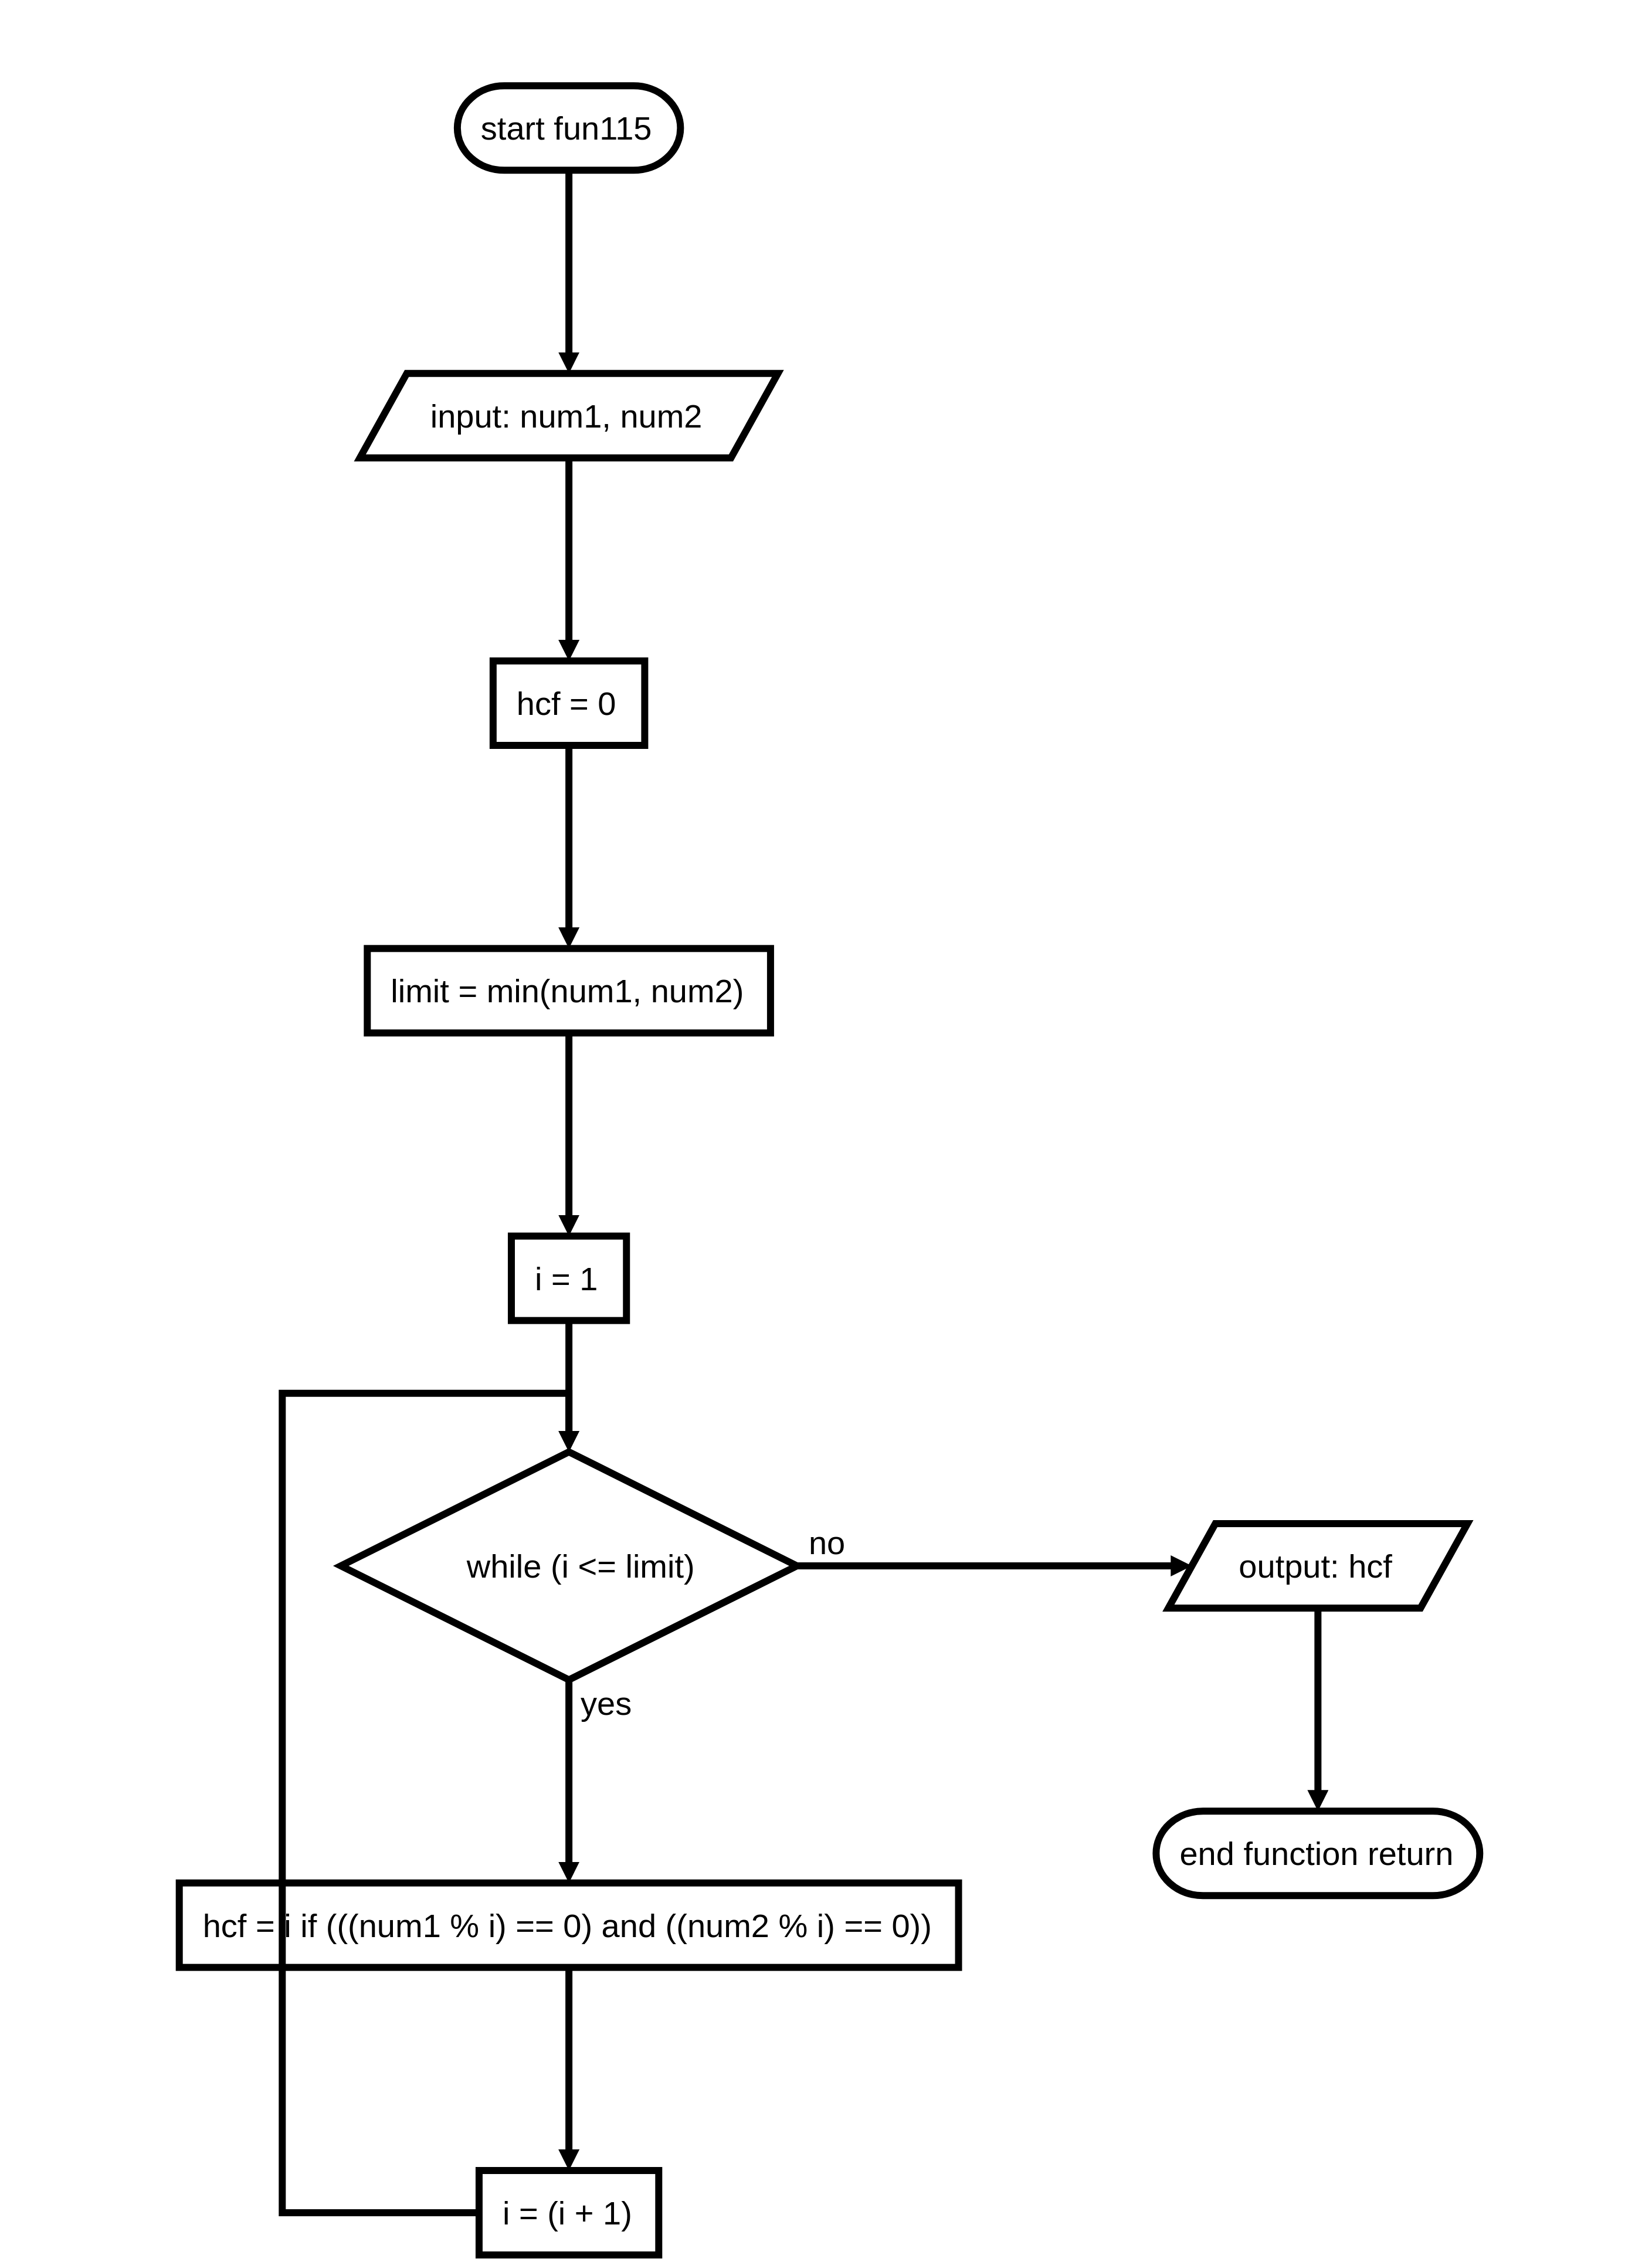 start fun115
input: num1, num2
hcf = 0
limit = min(num1, num2)
i = 1
while (i <= limit)
no
output: hcf
yes
end function return
hcf = i if (((num1 % i) == 0) and ((num2 % i) == 0))
i = (i + 1)